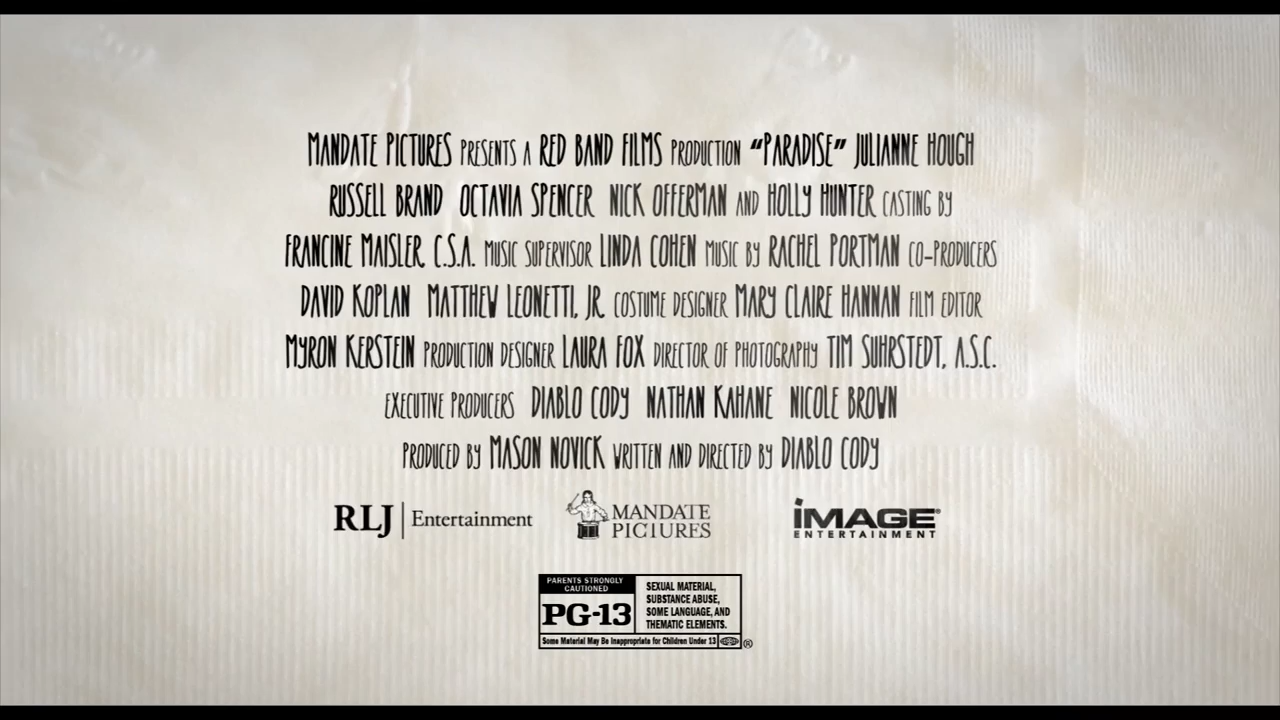 MANDATE PICTURES PRESENTS A RED BAND FILMS PRODUCTION "PARADISE" JULIANNE HOUGH
RUSSELL BRAND OCTAVIA SPENCER NICK OFFERMAN AND HOLLY HUNTER CASTING BY
FRANCINE MAISLER, C.S.A. MUSIC SUPERVISOR LINDA COHEN MUSIC BY RACHEL PORTMAN CO-PRODUCERS
DAVID KOPLAN MATTHEW LEONETTI, JR. COSTUME DESIGNER MARY CLAIRE HANNAN FILM EDITOR
MYRON KERSTEIN PRODUCTION DESIGNER LAURA FOX DIRECTOR OF PHOTOGRAPHY TIM SUHRSTEDT, A.S.C.
EXECUTIVE PRODUCERS DIABLO CODY NATHAN KAHANE NICOLE BROWN
PRODUCED BY MASON NOVICK WRITTEN AND DIRECTED BY DIABLO CODY
RLJ Entertainment
MANDATE
PICTURES
iMAGE®
ENTERTAINMENT
PARENTS STRONGLY
CAUTIONED
PG-13
SEXUAL MATERIAL,
SUBSTANCE ABUSE,
SOME LANGUAGE, AND
THEMATIC ELEMENTS.
Some Material May Be Inappropriate for Children Under 13 ®